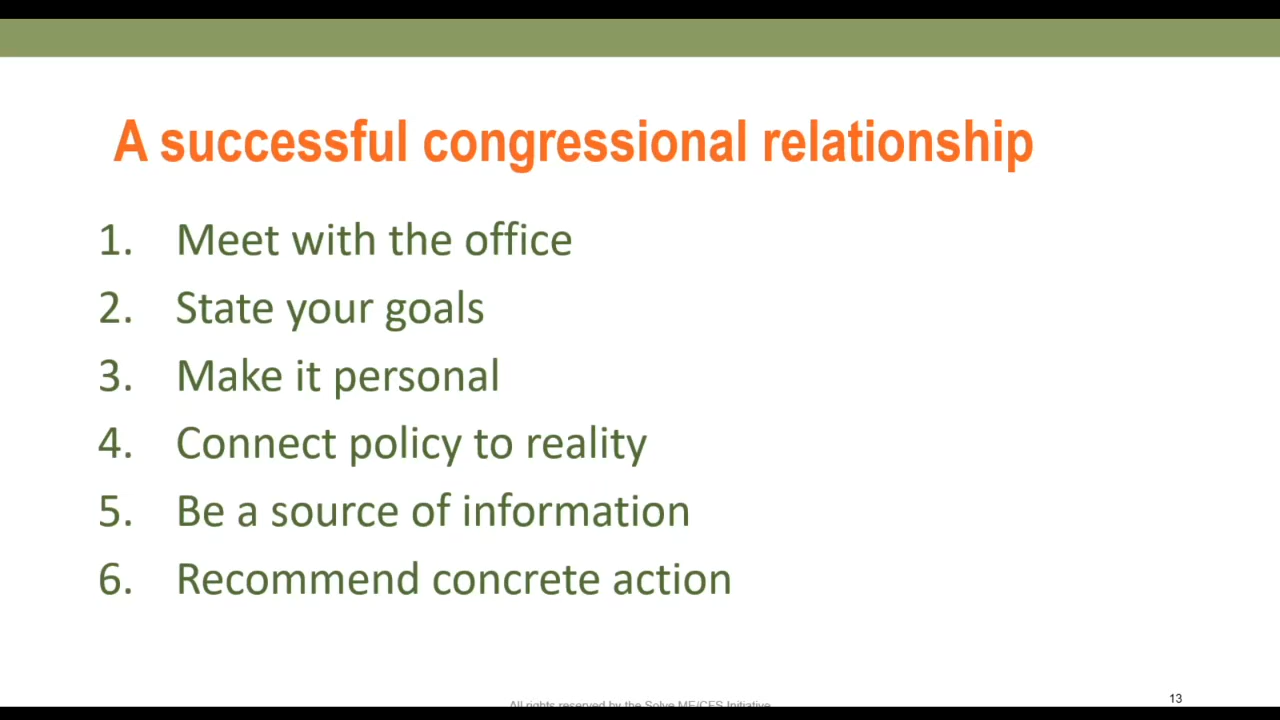 A successful congressional relationship
1. Meet with the office
2. State your goals
3. Make it personal
4. Connect policy to reality
5. Be a source of information
6. Recommend concrete action
All rights reserved by the Solve ME/CFS Initiative
13